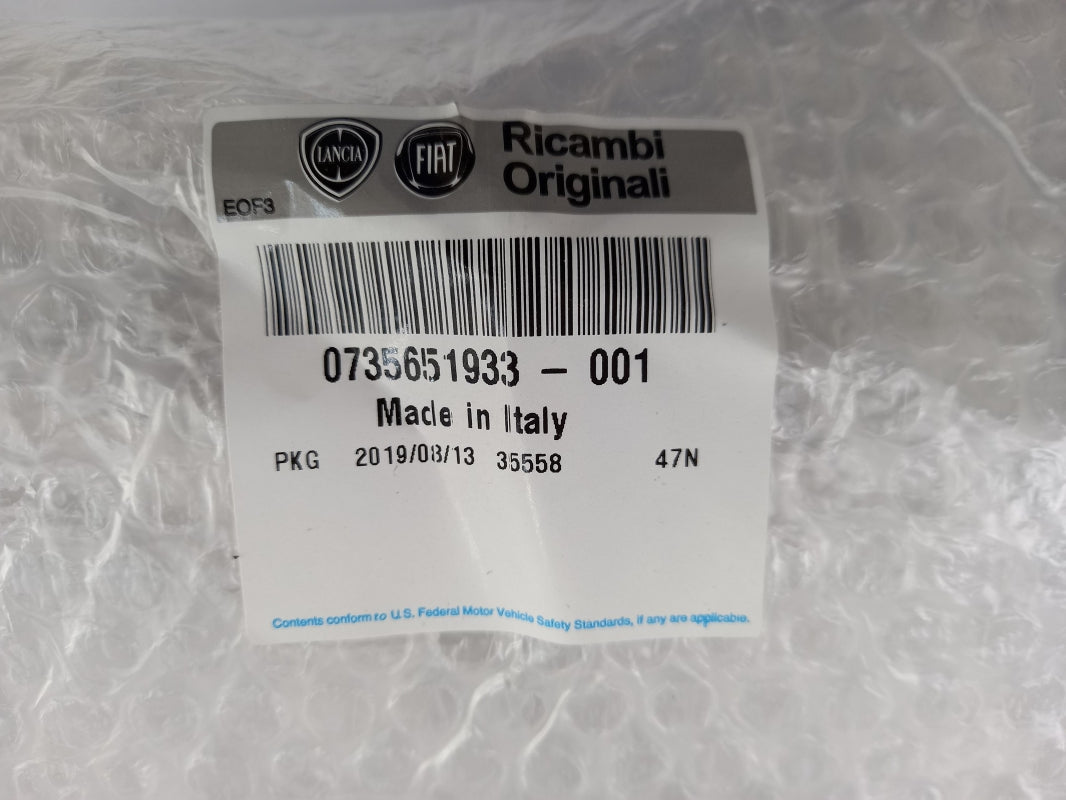 LANCIA FIAT Ricambi
Originali
EOF3
0735651933 – 001
Made in Italy
PKG 2019/08/13 35558 47N
Contents conform to U.S. Federal Motor Vehicle Safety Standards, if any are applicable.